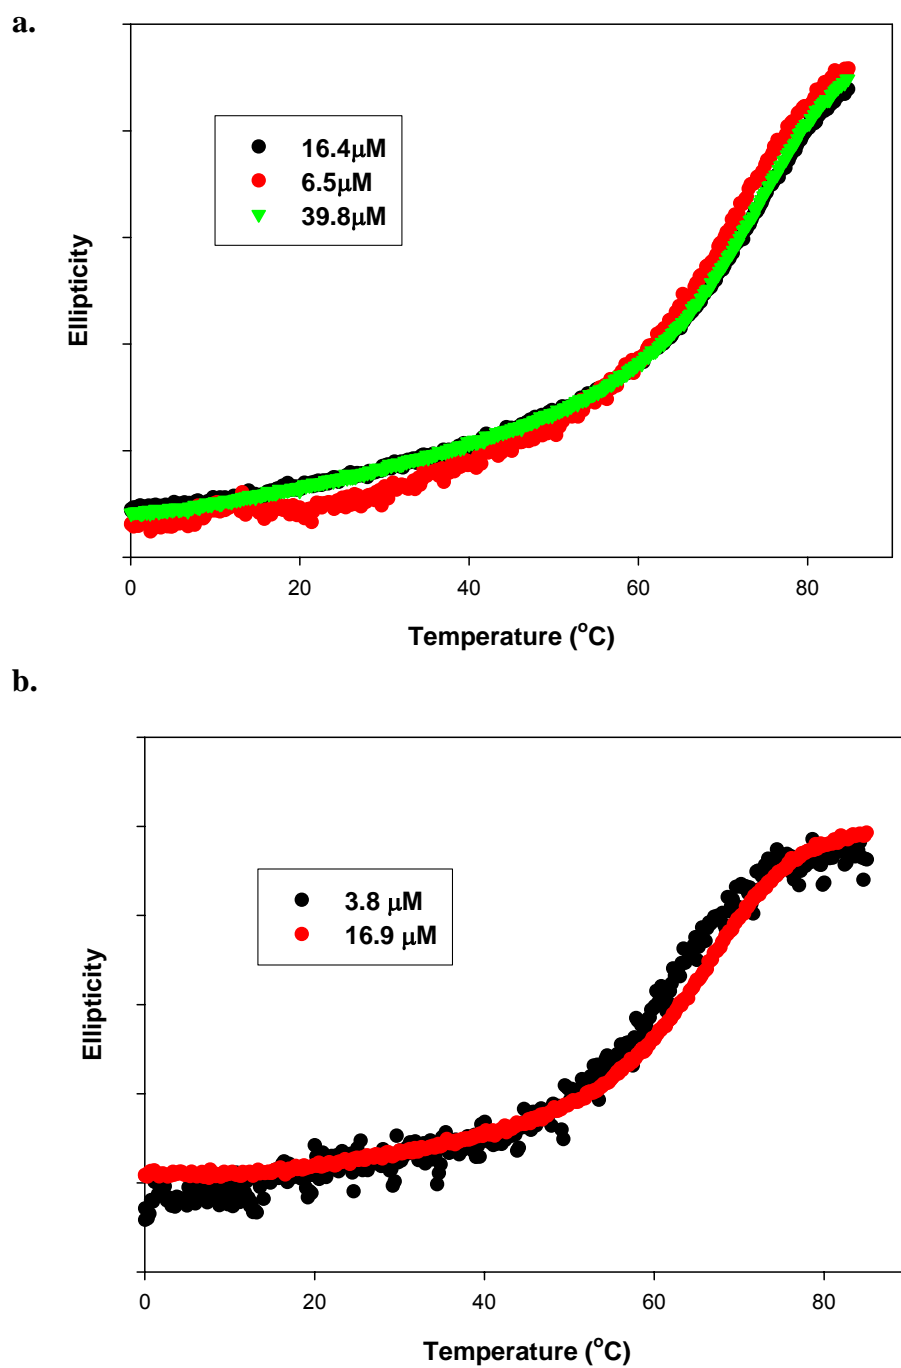 a.
16.4μM
6.5μM
39.8μM
Ellipticity
0 20 40 60 80
Temperature (°C)
b.
3.8 μM
16.9 μM
Ellipticity
0 20 40 60 80
Temperature (°C)